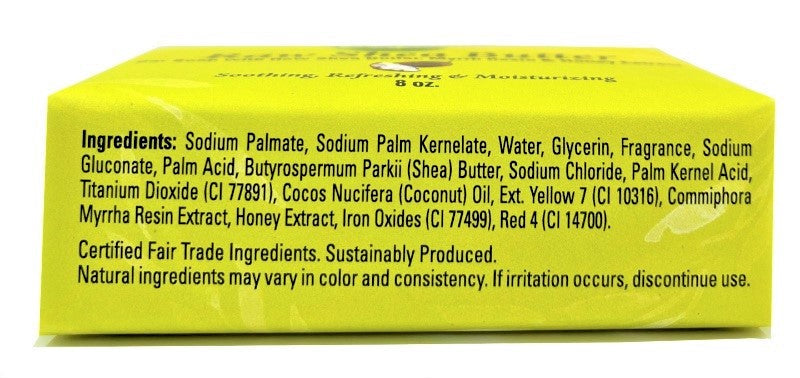 Raw Shea Butter
Soothing, Refreshing & Moisturizing
8 oz.
Ingredients: Sodium Palmate, Sodium Palm Kernelate, Water, Glycerin, Fragrance, Sodium
Gluconate, Palm Acid, Butyrospermum Parkii (Shea) Butter, Sodium Chloride, Palm Kernel Acid,
Titanium Dioxide (CI 77891), Cocos Nucifera (Coconut) Oil, Ext. Yellow 7 (CI 10316), Commiphora
Myrrha Resin Extract, Honey Extract, Iron Oxides (CI 77499), Red 4 (CI 14700).
Certified Fair Trade Ingredients. Sustainably Produced.
Natural ingredients may vary in color and consistency. If irritation occurs, discontinue use.